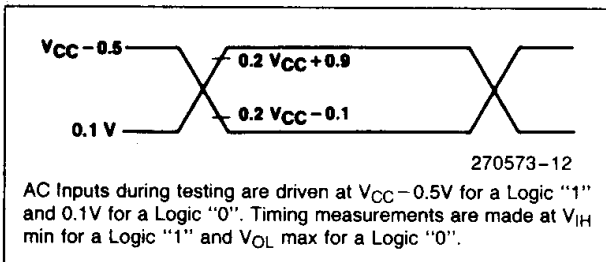 VCC−0.5
0.2 VCC+0.9
0.2 VCC−0.1
0.1 V
270573–12
AC Inputs during testing are driven at VCC−0.5V for a Logic “1”
and 0.1V for a Logic “0”. Timing measurements are made at VIH
min for a Logic “1” and VOL max for a Logic “0”.